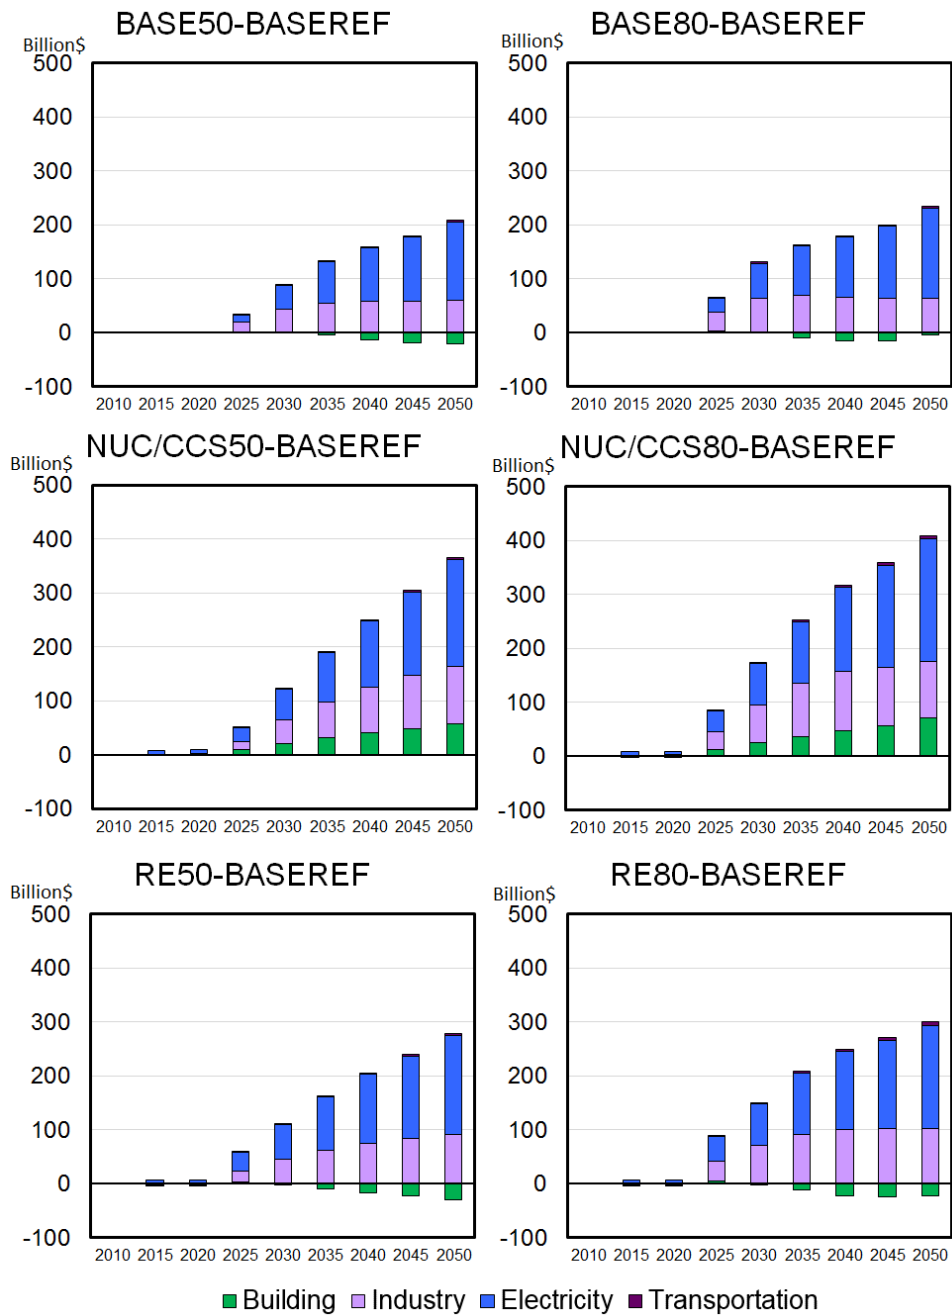 BASE50-BASEREF
Billion$
500
400
300
200
100
0
-100
2010 2015 2020 2025 2030 2035 2040 2045 2050
BASE80-BASEREF
Billion$
500
400
300
200
100
0
-100
2010 2015 2020 2025 2030 2035 2040 2045 2050
NUC/CCS50-BASEREF
Billion$
500
400
300
200
100
0
-100
2010 2015 2020 2025 2030 2035 2040 2045 2050
NUC/CCS80-BASEREF
Billion$
500
400
300
200
100
0
-100
2010 2015 2020 2025 2030 2035 2040 2045 2050
RE50-BASEREF
Billion$
500
400
300
200
100
0
-100
2010 2015 2020 2025 2030 2035 2040 2045 2050
RE80-BASEREF
Billion$
500
400
300
200
100
0
-100
2010 2015 2020 2025 2030 2035 2040 2045 2050
Building Industry Electricity Transportation